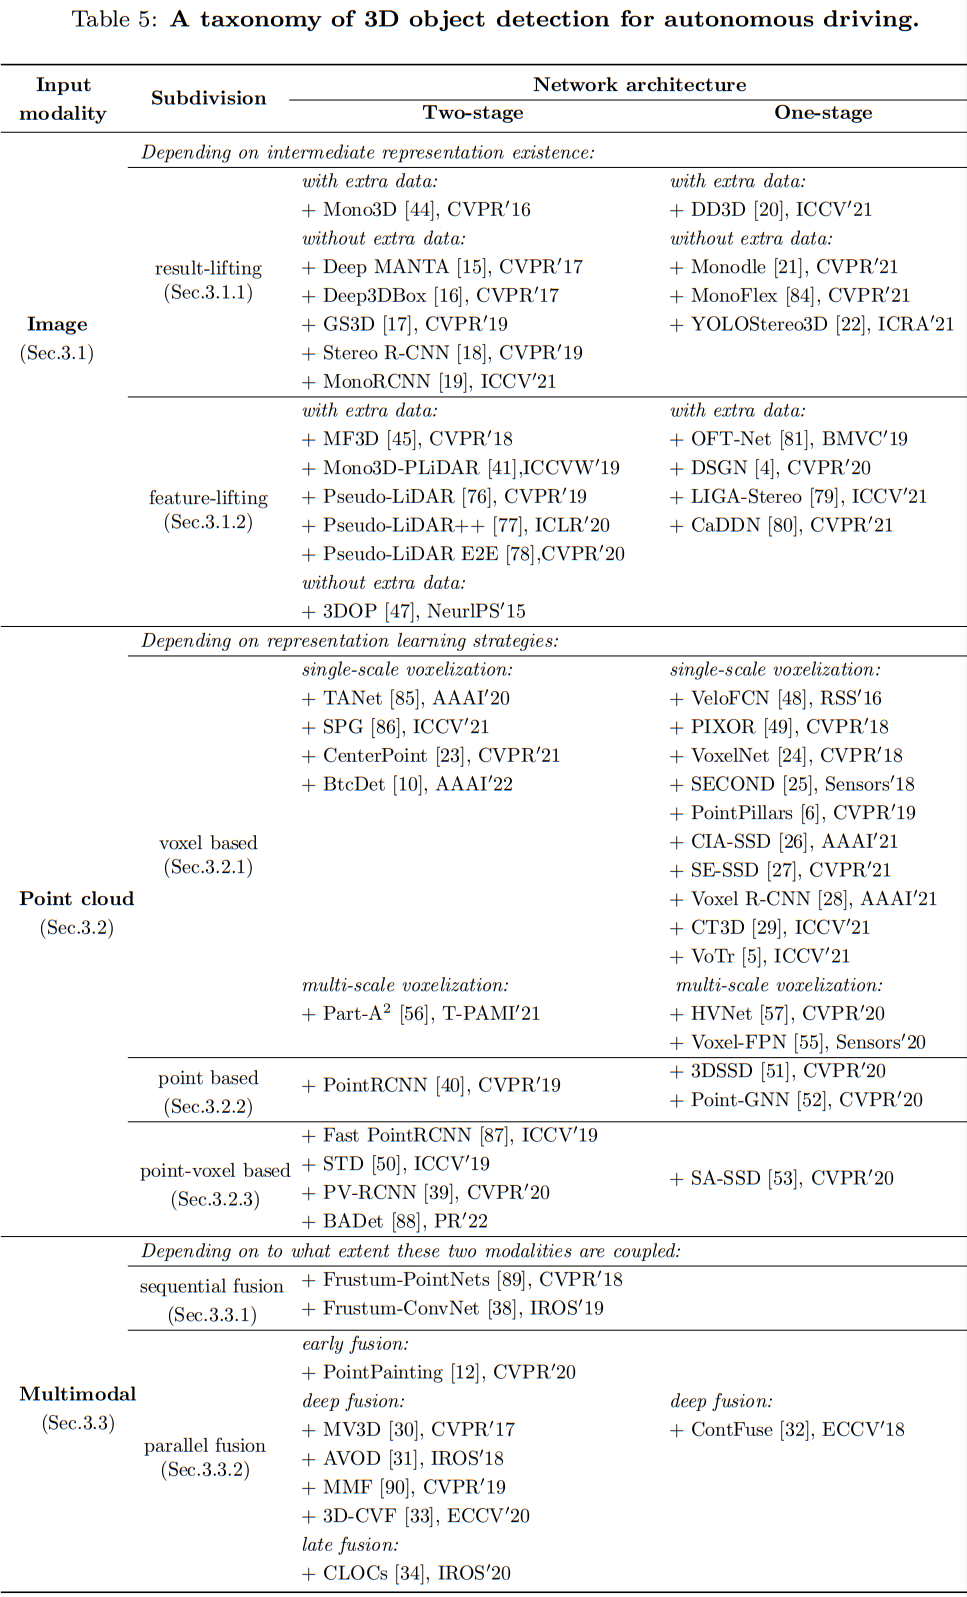 Table 5: A taxonomy of 3D object detection for autonomous driving.
Input modality Subdivision Network architecture
Two-stage One-stage
Depending on intermediate representation existence:
Image
(Sec.3.1)
result-lifting
(Sec.3.1.1)
with extra data:
+ Mono3D [44], CVPR′16
without extra data:
+ Deep MANTA [15], CVPR′17
+ Deep3DBox [16], CVPR′17
+ GS3D [17], CVPR′19
+ Stereo R-CNN [18], CVPR′19
+ MonoRCNN [19], ICCV′21
with extra data:
+ DD3D [20], ICCV′21
without extra data:
+ Monodle [21], CVPR′21
+ MonoFlex [84], CVPR′21
+ YOLOStereo3D [22], ICRA′21
feature-lifting
(Sec.3.1.2)
with extra data:
+ MF3D [45], CVPR′18
+ Mono3D-PLiDAR [41],ICCVW′19
+ Pseudo-LiDAR [76], CVPR′19
+ Pseudo-LiDAR++ [77], ICLR′20
+ Pseudo-LiDAR E2E [78],CVPR′20
without extra data:
+ 3DOP [47], NeurlPS′15
with extra data:
+ OFT-Net [81], BMVC′19
+ DSGN [4], CVPR′20
+ LIGA-Stereo [79], ICCV′21
+ CaDDN [80], CVPR′21
Depending on representation learning strategies:
Point cloud
(Sec.3.2)
voxel based
(Sec.3.2.1)
single-scale voxelization:
+ TANet [85], AAAI′20
+ SPG [86], ICCV′21
+ CenterPoint [23], CVPR′21
+ BtcDet [10], AAAI′22
multi-scale voxelization:
+ Part-A² [56], T-PAMI′21
single-scale voxelization:
+ VeloFCN [48], RSS′16
+ PIXOR [49], CVPR′18
+ VoxelNet [24], CVPR′18
+ SECOND [25], Sensors′18
+ PointPillars [6], CVPR′19
+ CIA-SSD [26], AAAI′21
+ SE-SSD [27], CVPR′21
+ Voxel R-CNN [28], AAAI′21
+ CT3D [29], ICCV′21
+ VoTr [5], ICCV′21
multi-scale voxelization:
+ HVNet [57], CVPR′20
+ Voxel-FPN [55], Sensors′20
point based
(Sec.3.2.2)
+ PointRCNN [40], CVPR′19
+ 3DSSD [51], CVPR′20
+ Point-GNN [52], CVPR′20
point-voxel based
(Sec.3.2.3)
+ Fast PointRCNN [87], ICCV′19
+ STD [50], ICCV′19
+ PV-RCNN [39], CVPR′20
+ BADet [88], PR′22
+ SA-SSD [53], CVPR′20
Depending on to what extent these two modalities are coupled:
Multimodal
(Sec.3.3)
sequential fusion
(Sec.3.3.1)
+ Frustum-PointNets [89], CVPR′18
+ Frustum-ConvNet [38], IROS′19
parallel fusion
(Sec.3.3.2)
early fusion:
+ PointPainting [12], CVPR′20
deep fusion:
+ MV3D [30], CVPR′17
+ AVOD [31], IROS′18
+ MMF [90], CVPR′19
+ 3D-CVF [33], ECCV′20
late fusion:
+ CLOCs [34], IROS′20
deep fusion:
+ ContFuse [32], ECCV′18